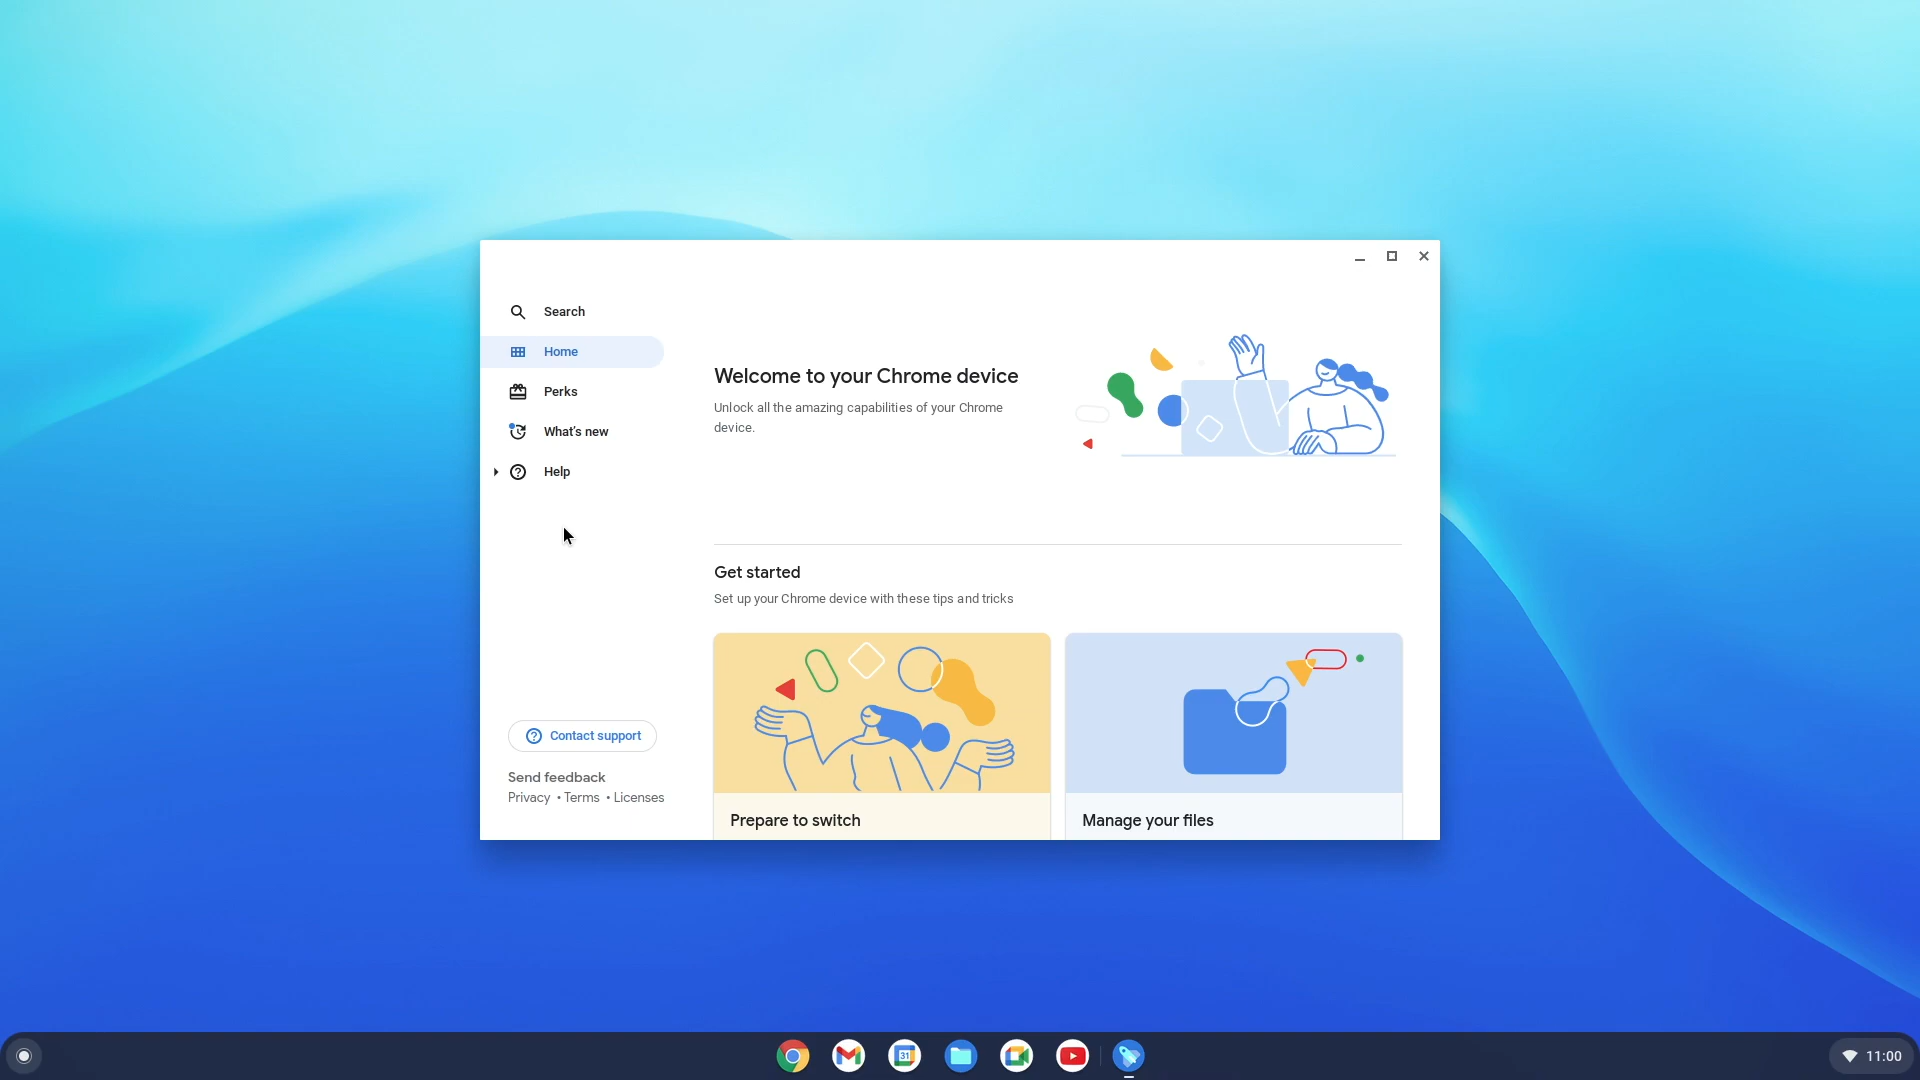 Search
Home
Perks
What's new
Help
Contact support
Send feedback
Privacy • Terms • Licenses
Welcome to your Chrome device
Unlock all the amazing capabilities of your Chrome
device.
Get started
Set up your Chrome device with these tips and tricks
Prepare to switch
Manage your files
31
11:00